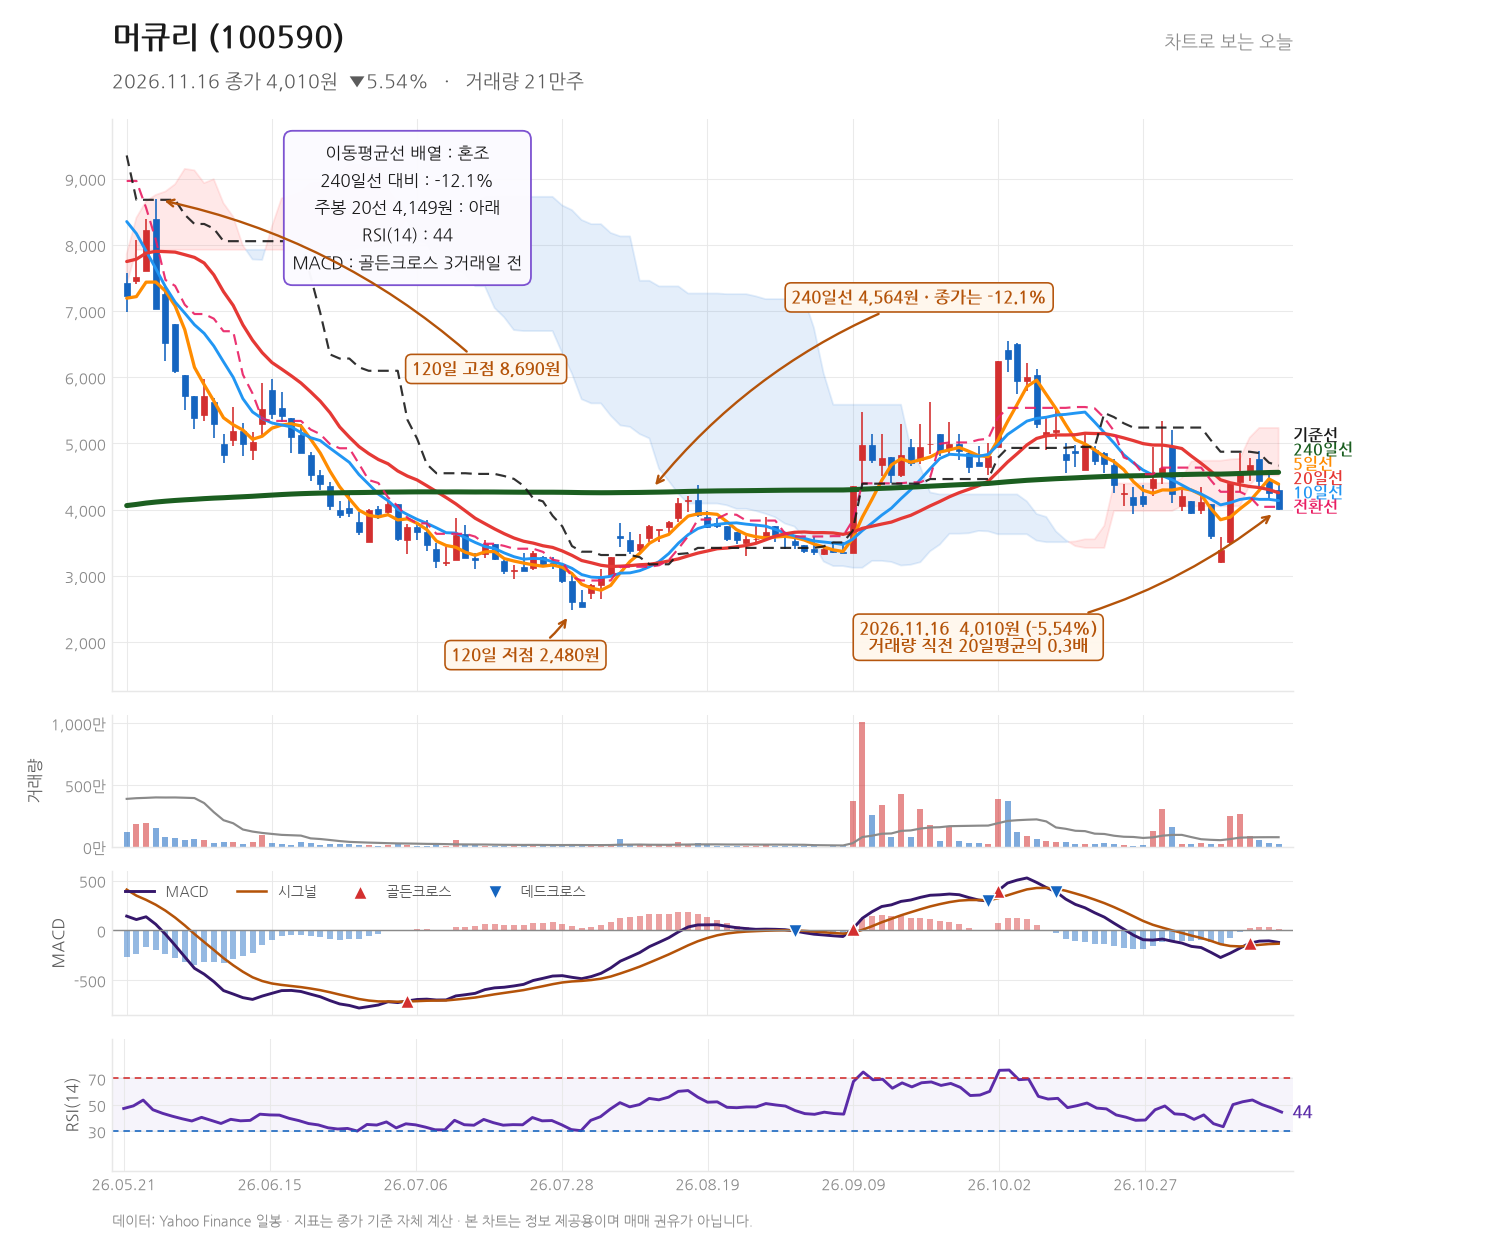 머큐리 (100590)
차트로 보는 오늘
2026.11.16 종가 4,010원 ▼5.54% · 거래량 21만주
이동평균선 배열 : 혼조
240일선 대비 : -12.1%
주봉 20선 4,149원 : 아래
RSI(14) : 44
MACD : 골든크로스 3거래일 전
9,000
8,000
7,000
6,000
5,000
4,000
3,000
2,000
240일선 4,564원 · 종가는 -12.1%
120일 고점 8,690원
120일 저점 2,480원
2026.11.16 4,010원 (-5.54%)
거래량 직전 20일평균의 0.3배
기준선
240일선
5일선
20일선
10일선
전환선
거래량
1,000만
500만
0만
MACD
500
0
-500
MACD
시그널
골든크로스
데드크로스
RSI(14)
70
50
30
44
26.05.21
26.06.15
26.07.06
26.07.28
26.08.19
26.09.09
26.10.02
26.10.27
데이터: Yahoo Finance 일봉 · 지표는 종가 기준 자체 계산 · 본 차트는 정보 제공용이며 매매 권유가 아닙니다.